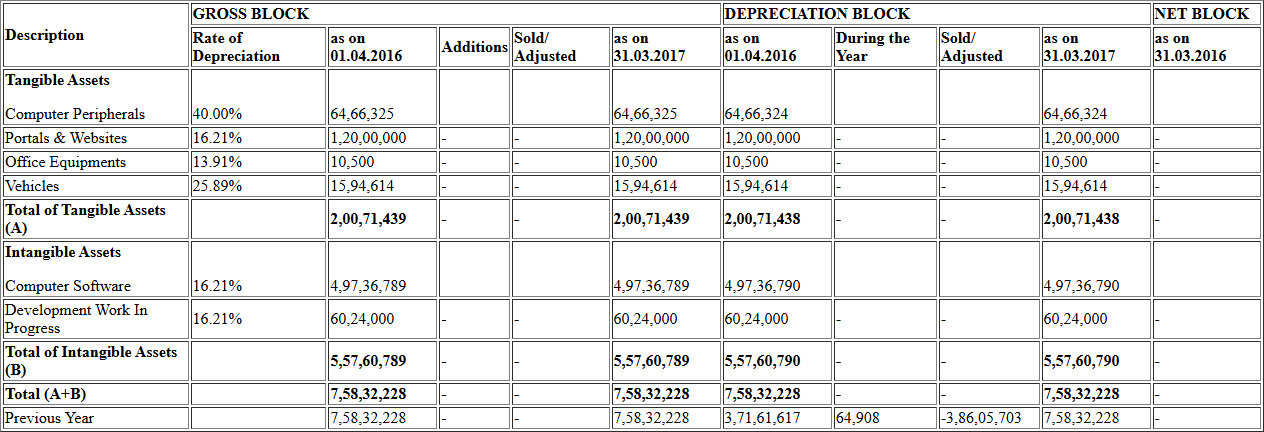 Description GROSS BLOCK DEPRECIATION BLOCK NET BLOCK
Rate of Depreciation as on 01.04.2016 Additions Sold/ Adjusted as on 31.03.2017 as on 01.04.2016 During the Year Sold/ Adjusted as on 31.03.2017 as on 31.03.2016
Tangible Assets
Computer Peripherals 40.00% 64,66,325 64,66,325 64,66,324 64,66,324
Portals & Websites 16.21% 1,20,00,000 - - 1,20,00,000 1,20,00,000 - - 1,20,00,000 -
Office Equipments 13.91% 10,500 - - 10,500 10,500 - - 10,500 -
Vehicles 25.89% 15,94,614 - - 15,94,614 15,94,614 - - 15,94,614 -
Total of Tangible Assets (A) 2,00,71,439 - - 2,00,71,439 2,00,71,438 - - 2,00,71,438 -
Intangible Assets
Computer Software 16.21% 4,97,36,789 4,97,36,789 4,97,36,790 4,97,36,790
Development Work In Progress 16.21% 60,24,000 - - 60,24,000 60,24,000 - - 60,24,000 -
Total of Intangible Assets (B) 5,57,60,789 - - 5,57,60,789 5,57,60,790 - - 5,57,60,790 -
Total (A+B) 7,58,32,228 - - 7,58,32,228 7,58,32,228 - - 7,58,32,228 -
Previous Year 7,58,32,228 - - 7,58,32,228 3,71,61,617 64,908 -3,86,05,703 7,58,32,228 -